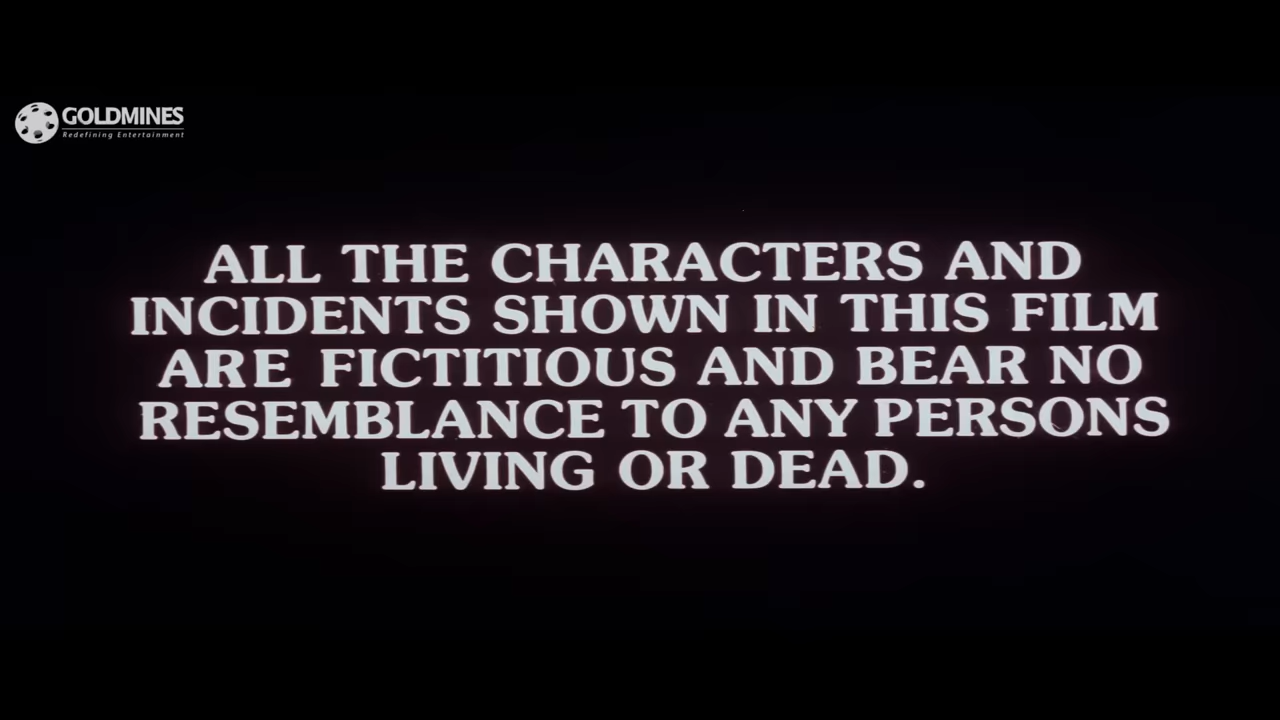 GOLDMINES
Redefining Entertainment
ALL THE CHARACTERS AND
INCIDENTS SHOWN IN THIS FILM
ARE FICTITIOUS AND BEAR NO
RESEMBLANCE TO ANY PERSONS
LIVING OR DEAD.